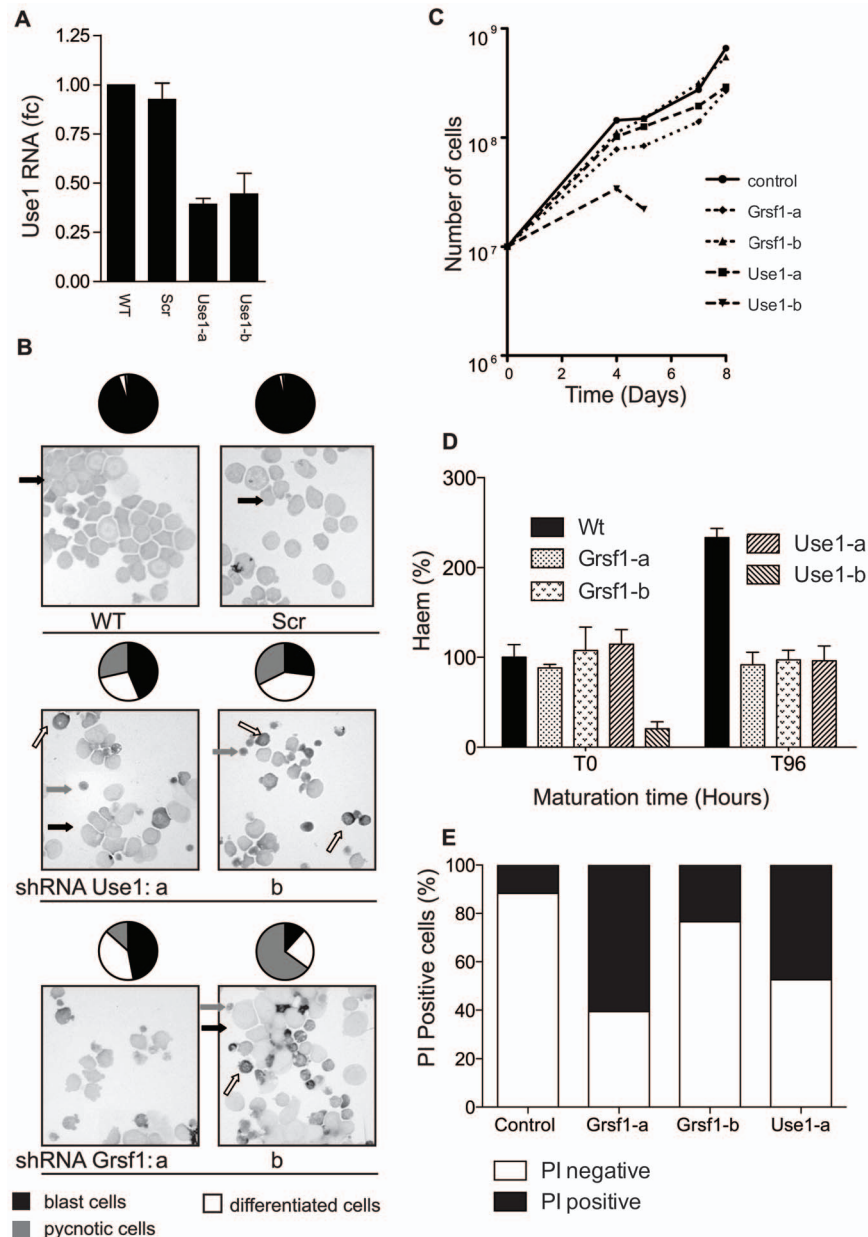 A
1.25
1.00
0.75
0.50
0.25
0.00
Use1 RNA (fc)
WT
Scr
Use1-a
Use1-b
B
WT Scr
shRNA Use1: a b
shRNA Grsf1: a b
blast cells
differentiated cells
pycnotic cells
C
10⁹
10⁸
10⁷
10⁶
Number of cells
0 2 4 6 8
Time (Days)
control
Grsf1-a
Grsf1-b
Use1-a
Use1-b
D
300
200
100
0
Haem (%)
Wt
Grsf1-a
Grsf1-b
Use1-a
Use1-b
T0 T96
Maturation time (Hours)
E
100
80
60
40
20
0
PI Positive cells (%)
Control Grsf1-a Grsf1-b Use1-a
PI negative
PI positive